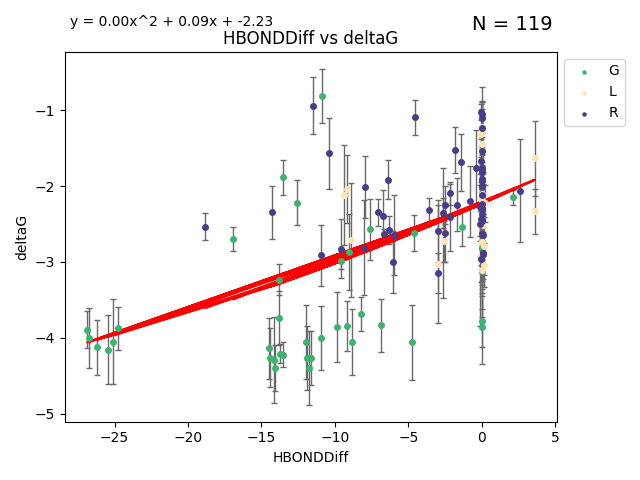 y = 0.00x^2 + 0.09x + -2.23
N = 119
HBONDDiff vs deltaG
G
L
R
deltaG
−1
−2
−3
−4
−5
−25
−20
−15
−10
−5
0
5
HBONDDiff